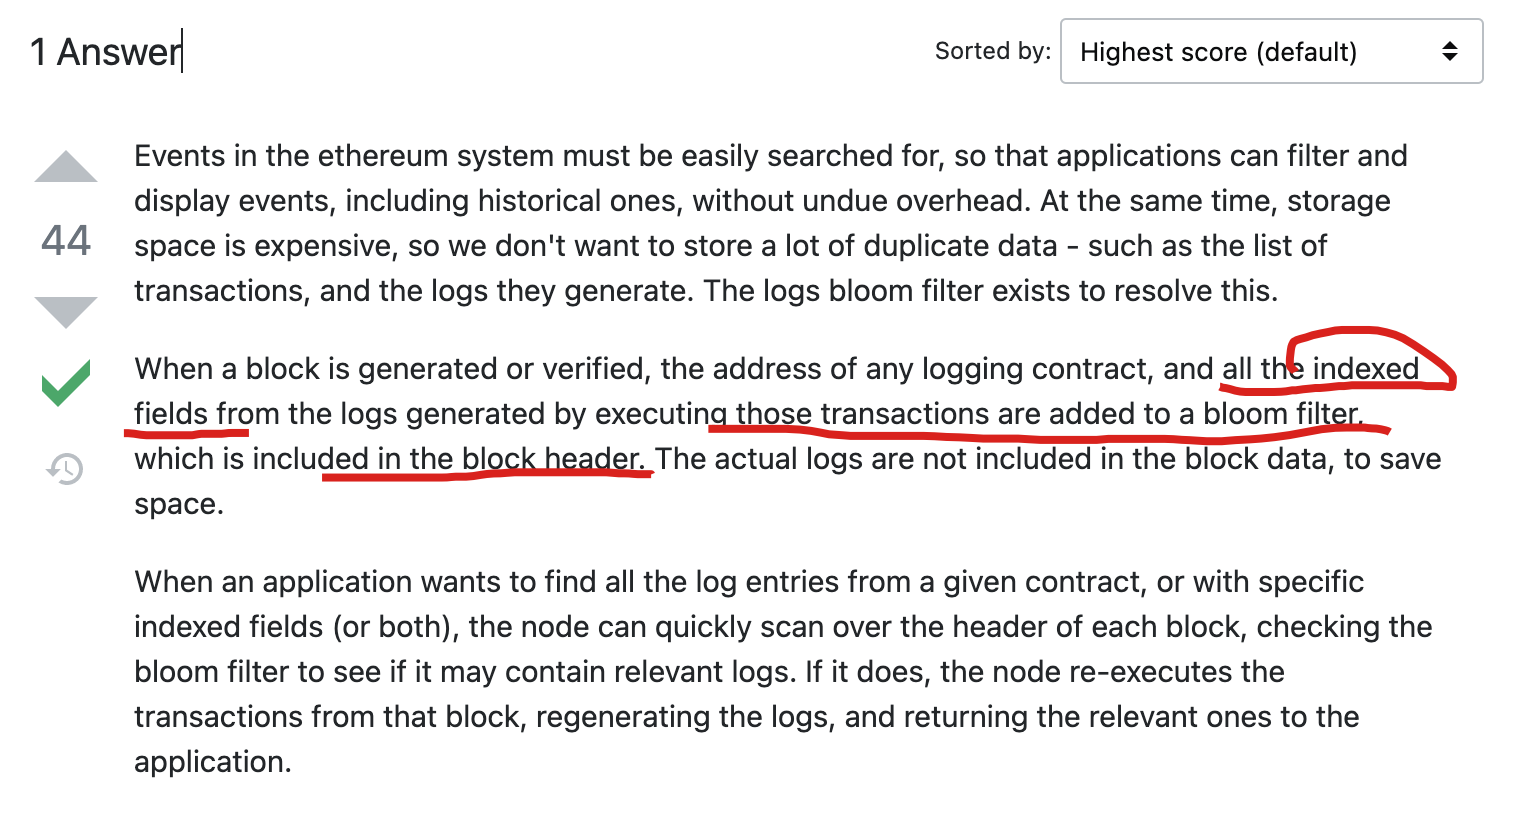 1 Answer
Sorted by:
Highest score (default)
Events in the ethereum system must be easily searched for, so that applications can filter and
display events, including historical ones, without undue overhead. At the same time, storage
44
space is expensive, so we don't want to store a lot of duplicate data - such as the list of
transactions, and the logs they generate. The logs bloom filter exists to resolve this.
When a block is generated or verified, the address of any logging contract, and all the indexed
fields from the logs generated by executing those transactions are added to a bloom filter,
which is included in the block header. The actual logs are not included in the block data, to save
space.
When an application wants to find all the log entries from a given contract, or with specific
indexed fields (or both), the node can quickly scan over the header of each block, checking the
bloom filter to see if it may contain relevant logs. If it does, the node re-executes the
transactions from that block, regenerating the logs, and returning the relevant ones to the
application.